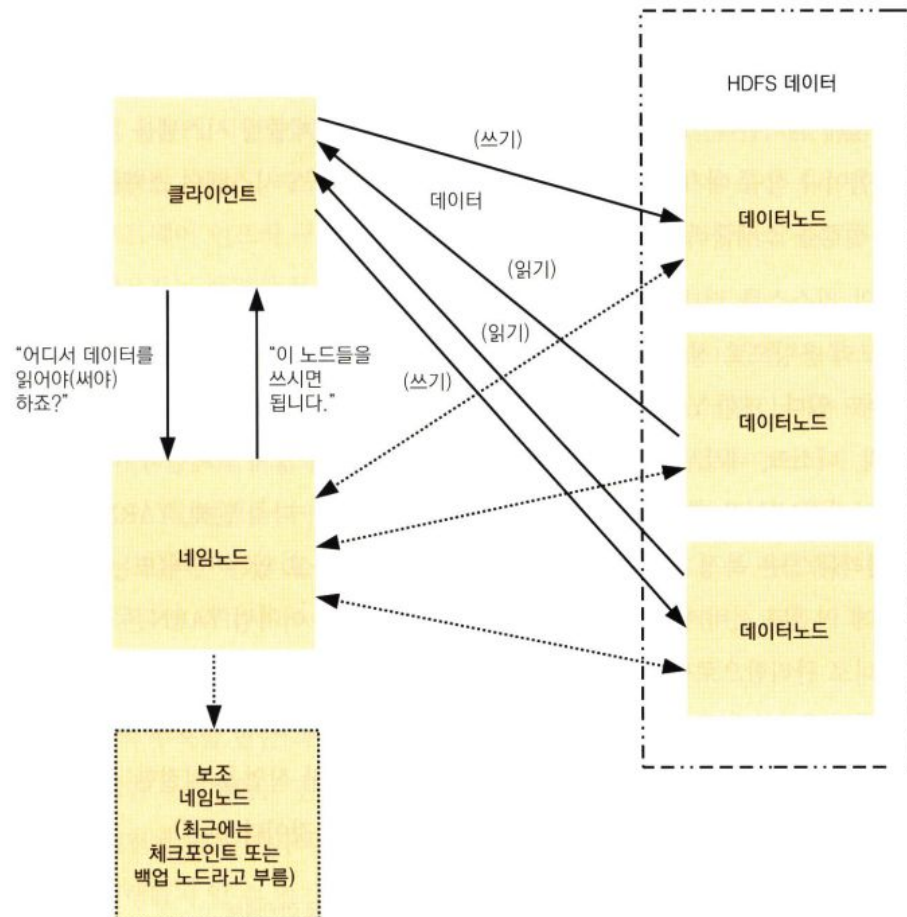 HDFS 데이터
(쓰기)
클라이언트
데이터
데이터노드
(읽기)
(읽기)
(쓰기)
"어디서 데이터를
읽어야(써야)
하죠?"
"이 노드들을
쓰시면
됩니다."
데이터노드
네임노드
데이터노드
보조
네임노드
(최근에는
체크포인트 또는
백업 노드라고 부름)